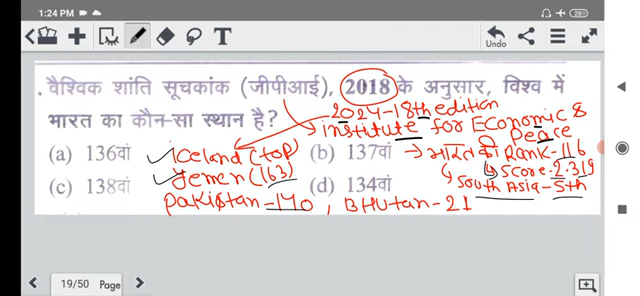 1:24 PM
28
Undo
वैश्विक शांति सूचकांक (जीपीआई), 2018 के अनुसार, विश्व में
भारत का कौन-सा स्थान है?
2024-18th edition
institute for Economic & Peace
(a) 136वां
Iceland (top)
(b) 137वां
→ भारत की Rank-116
(c) 138वां
Yemen (163)
(d) 134वां
Score-2.319
South Asia-5th
Pakistan-140, BHutan-21
19/50 Page